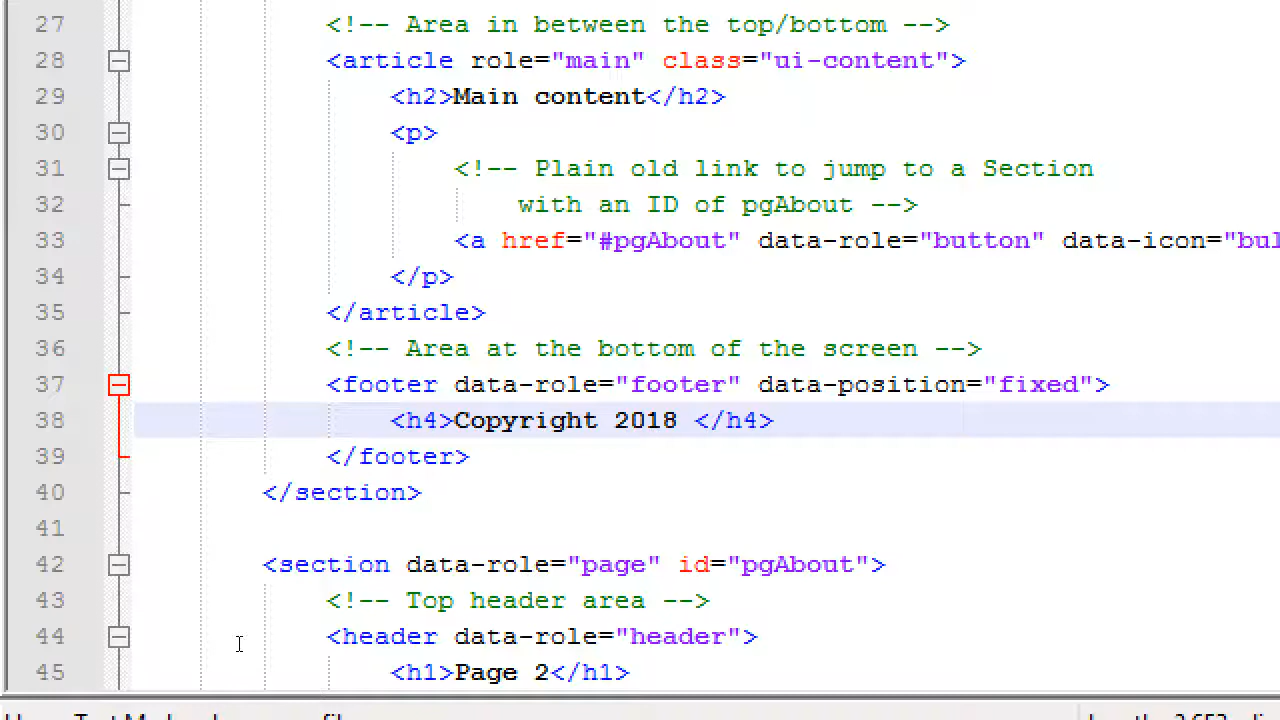 27 <!-- Area in between the top/bottom -->
28 <article role="main" class="ui-content">
29 <h2>Main content</h2>
30 <p>
31 <!-- Plain old link to jump to a Section
32 with an ID of pgAbout -->
33 <a href="#pgAbout" data-role="button" data-icon="bul
34 </p>
35 </article>
36 <!-- Area at the bottom of the screen -->
37 <footer data-role="footer" data-position="fixed">
38 <h4>Copyright 2018 </h4>
39 </footer>
40 </section>
41
42 <section data-role="page" id="pgAbout">
43 <!-- Top header area -->
44 <header data-role="header">
45 <h1>Page 2</h1>